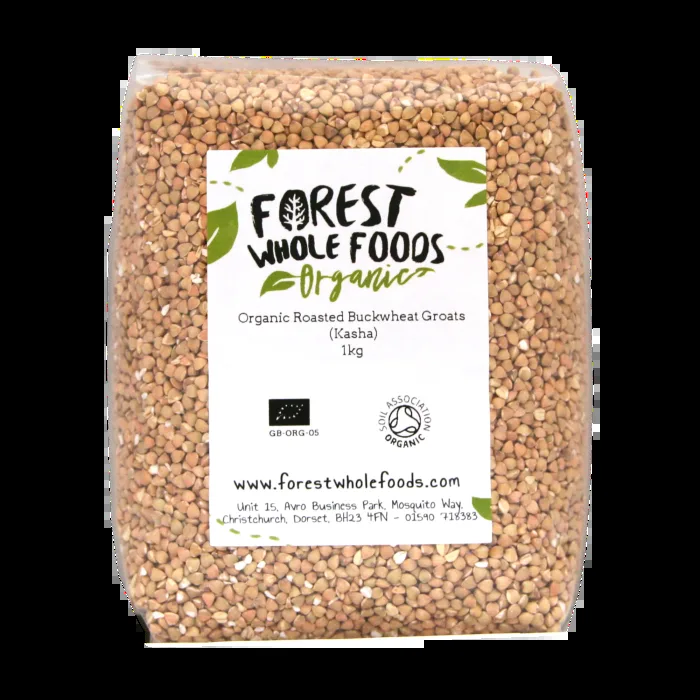 FOREST
WHOLE FOODS
Organic
Organic Roasted Buckwheat Groats
(Kasha)
1kg
GB-ORG-05
SOIL ASSOCIATION
ORGANIC
www.forestwholefoods.com
Unit 15, Avro Business Park, Mosquito Way,
Christchurch, Dorset, BH23 4FN - 01590 718383